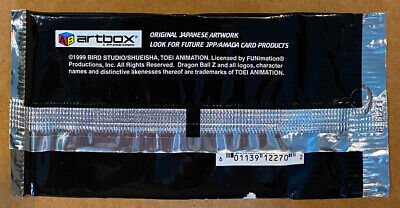 artbox®
ORIGINAL JAPANESE ARTWORK
LOOK FOR FUTURE JPP/AMADA CARD PRODUCTS
©1999 BIRD STUDIO/SHUEISHA, TOEI ANIMATION. Licensed by FUNimation®
Productions, Inc. All Rights Reserved. Dragon Ball Z and all logos, character
names and distinctive likenesses thereof are trademarks of TOEI ANIMATION.
6 01139 12270 2